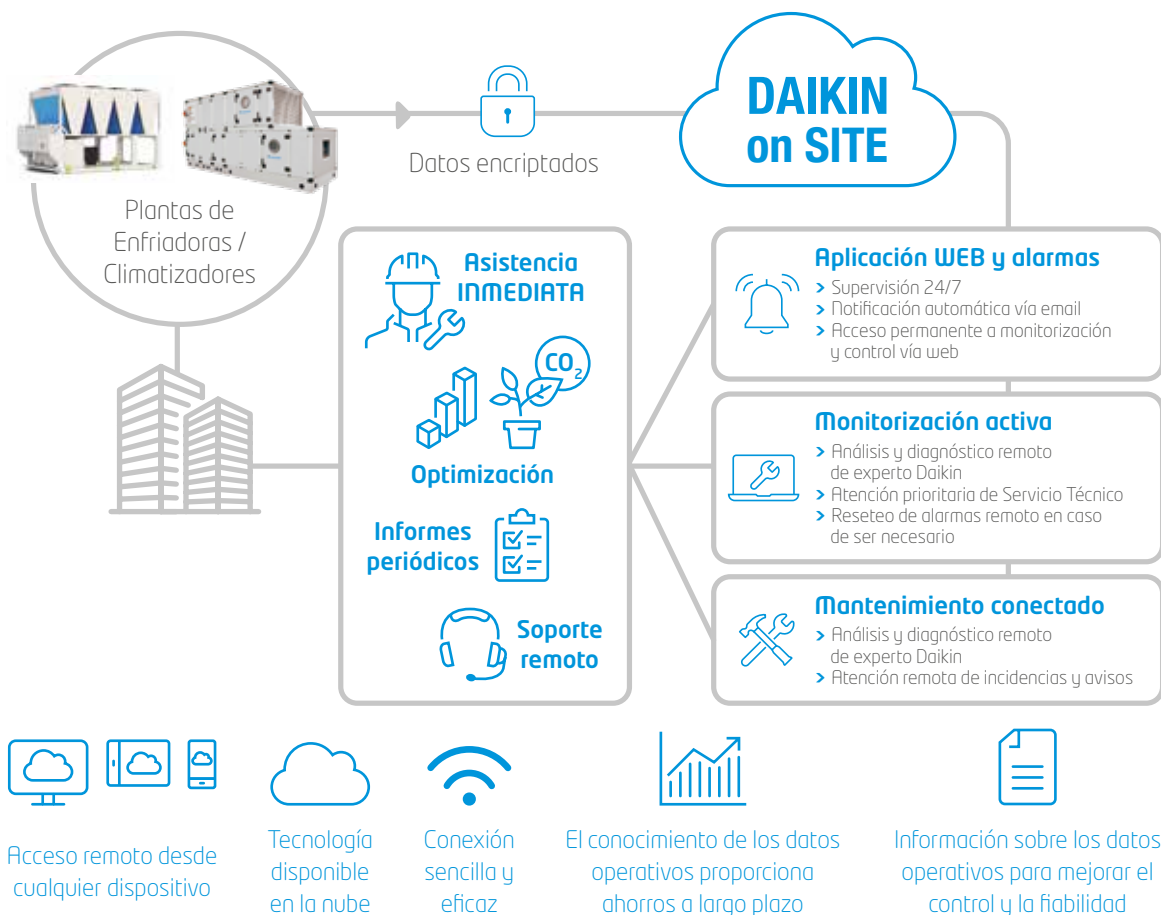 DAIKIN
on SITE
Datos encriptados
Plantas de
Enfriadoras /
Climatizadores
Asistencia
INMEDIATA
CO2
Optimización
Informes
periódicos
Soporte
remoto
Aplicación WEB y alarmas
> Supervisión 24/7
> Notificación automática vía email
> Acceso permanente a monitorización
y control vía web
Monitorización activa
> Análisis y diagnóstico remoto
de experto Daikin
> Atención prioritaria de Servicio Técnico
> Reseteo de alarmas remoto en caso
de ser necesario
Mantenimiento conectado
> Análisis y diagnóstico remoto
de experto Daikin
> Atención remota de incidencias y avisos
Acceso remoto desde
cualquier dispositivo
Tecnología
disponible
en la nube
Conexión
sencilla y
eficaz
El conocimiento de los datos
operativos proporciona
ahorros a largo plazo
Información sobre los datos
operativos para mejorar el
control y la fiabilidad